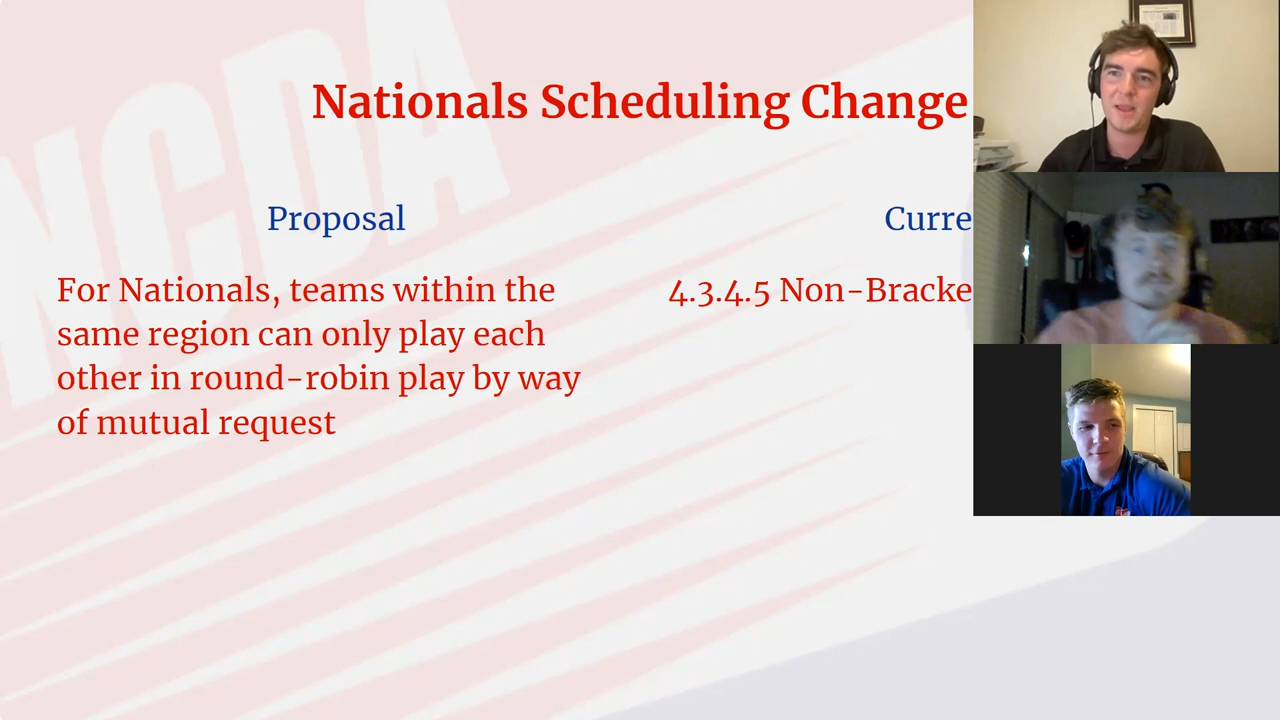 NCDA
Nationals Scheduling Change
Proposal
Curre
For Nationals, teams within the
same region can only play each
other in round-robin play by way
of mutual request
4.3.4.5 Non-Bracke